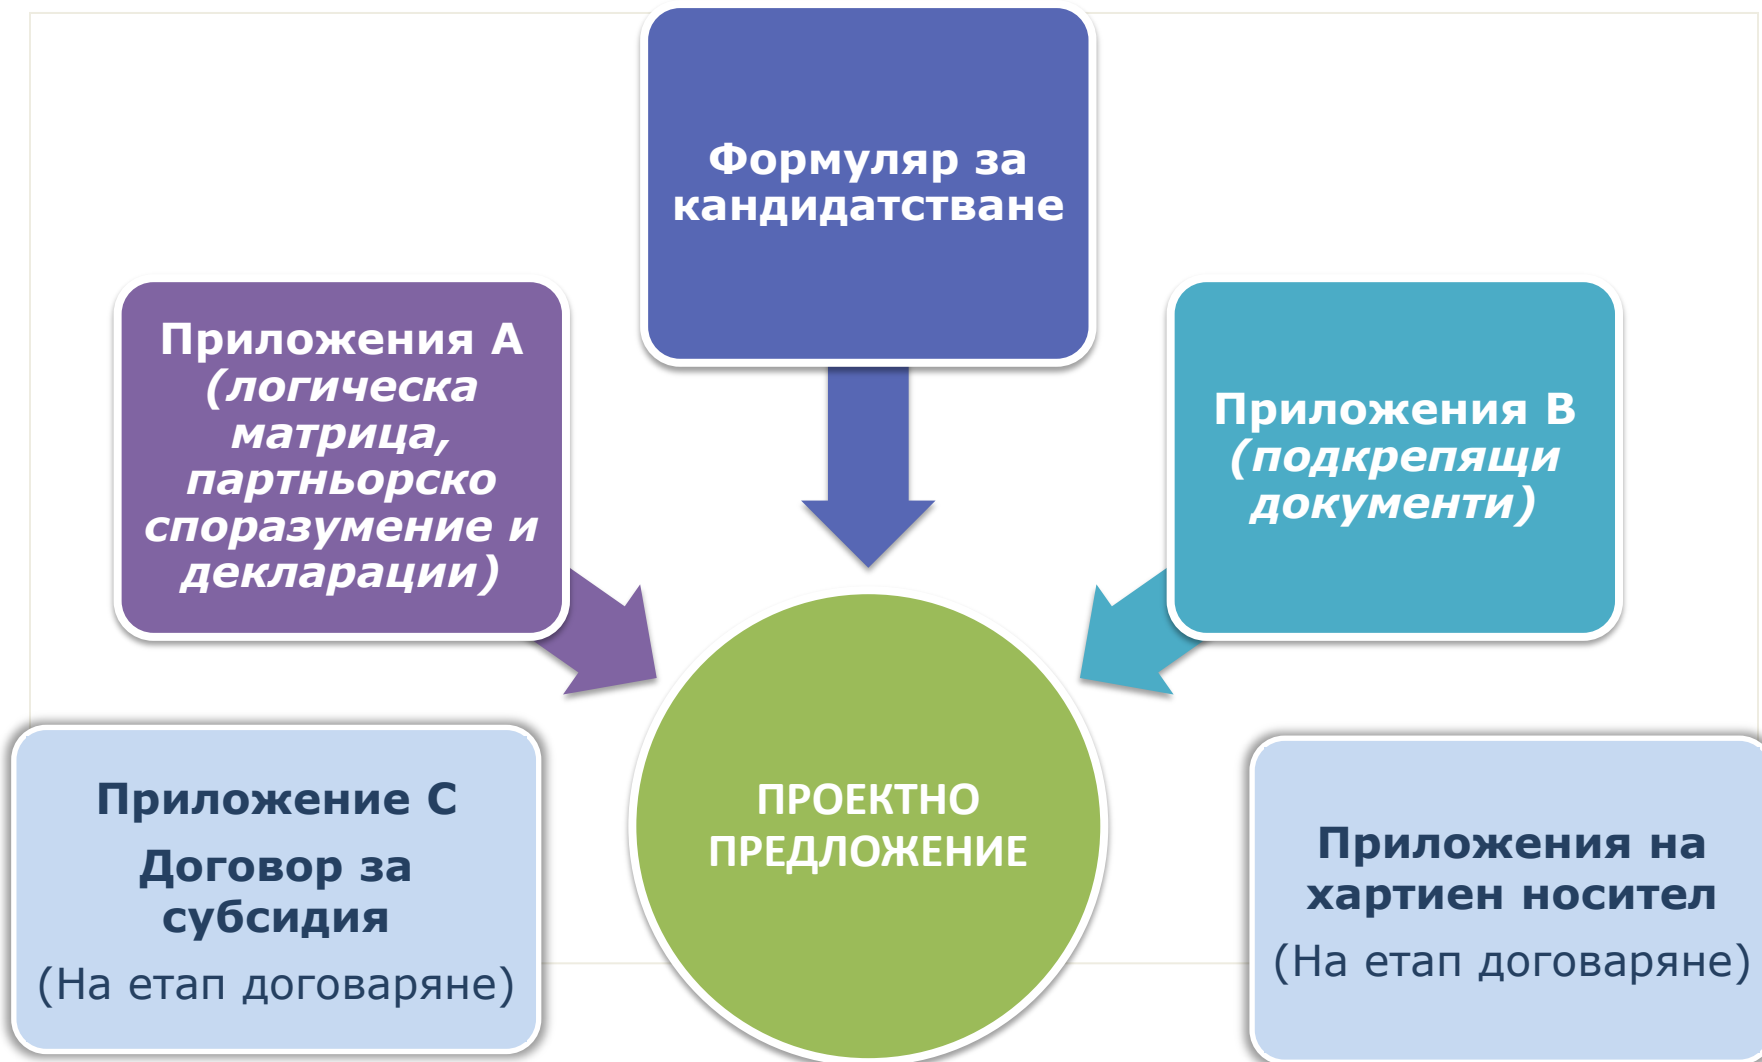 Формуляр за
кандидатстване
Приложения А
(логическа
матрица,
партньорско
споразумение и
декларации)
Приложения В
(подкрепящи
документи)
ПРОЕКТНО
ПРЕДЛОЖЕНИЕ
Приложение С
Договор за
субсидия
(На етап договаряне)
Приложения на
хартиен носител
(На етап договаряне)